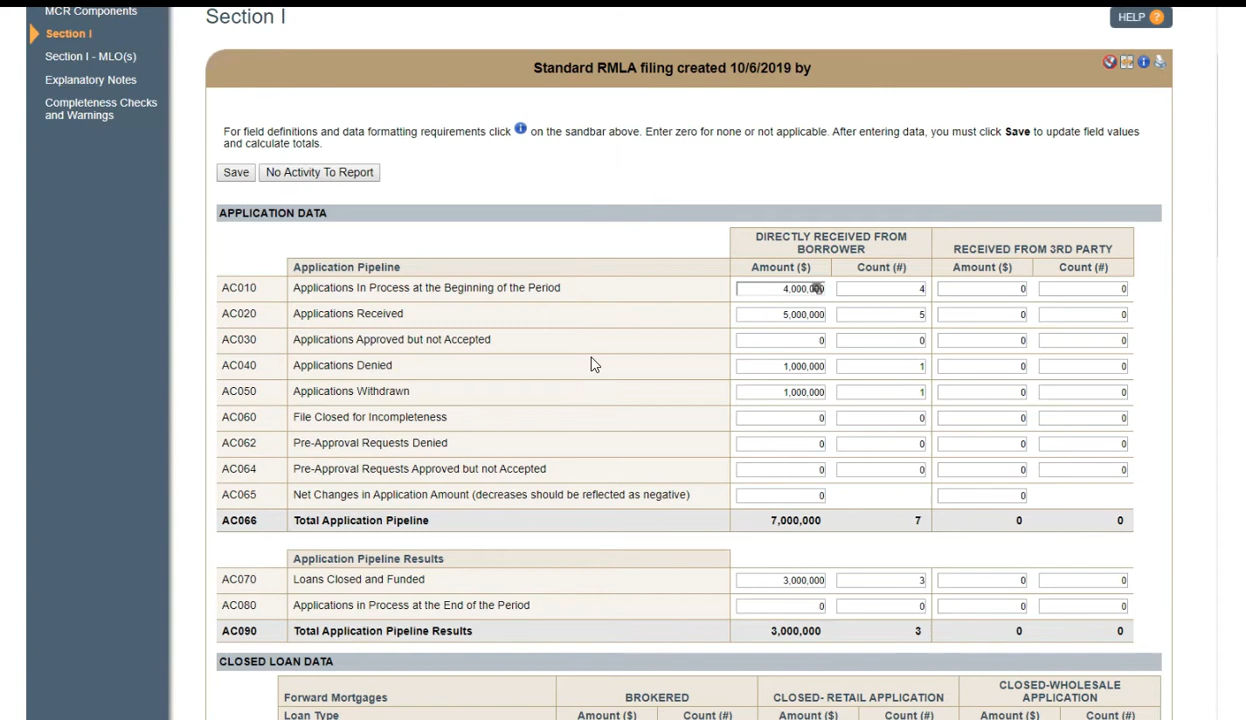 MCR Components
Section I
Section I - MLO(s)
Explanatory Notes
Completeness Checks
and Warnings
Section I
HELP ?
Standard RMLA filing created 10/6/2019 by
For field definitions and data formatting requirements click i on the sandbar above. Enter zero for none or not applicable. After entering data, you must click Save to update field values
and calculate totals.
Save No Activity To Report
APPLICATION DATA
DIRECTLY RECEIVED FROM
BORROWER
RECEIVED FROM 3RD PARTY
Application Pipeline Amount ($) Count (#) Amount ($) Count (#)
AC010 Applications In Process at the Beginning of the Period 4,000,000 4 0 0
AC020 Applications Received 5,000,000 5 0 0
AC030 Applications Approved but not Accepted 0 0 0 0
AC040 Applications Denied 1,000,000 1 0 0
AC050 Applications Withdrawn 1,000,000 1 0 0
AC060 File Closed for Incompleteness 0 0 0 0
AC062 Pre-Approval Requests Denied 0 0 0 0
AC064 Pre-Approval Requests Approved but not Accepted 0 0 0 0
AC065 Net Changes in Application Amount (decreases should be reflected as negative) 0 0
AC066 Total Application Pipeline 7,000,000 7 0 0
Application Pipeline Results
AC070 Loans Closed and Funded 3,000,000 3 0 0
AC080 Applications in Process at the End of the Period 0 0 0 0
AC090 Total Application Pipeline Results 3,000,000 3 0 0
CLOSED LOAN DATA
Forward Mortgages BROKERED CLOSED- RETAIL APPLICATION CLOSED-WHOLESALE
APPLICATION
Loan Type Amount ($) Count (#) Amount ($) Count (#) Amount ($) Count (#)